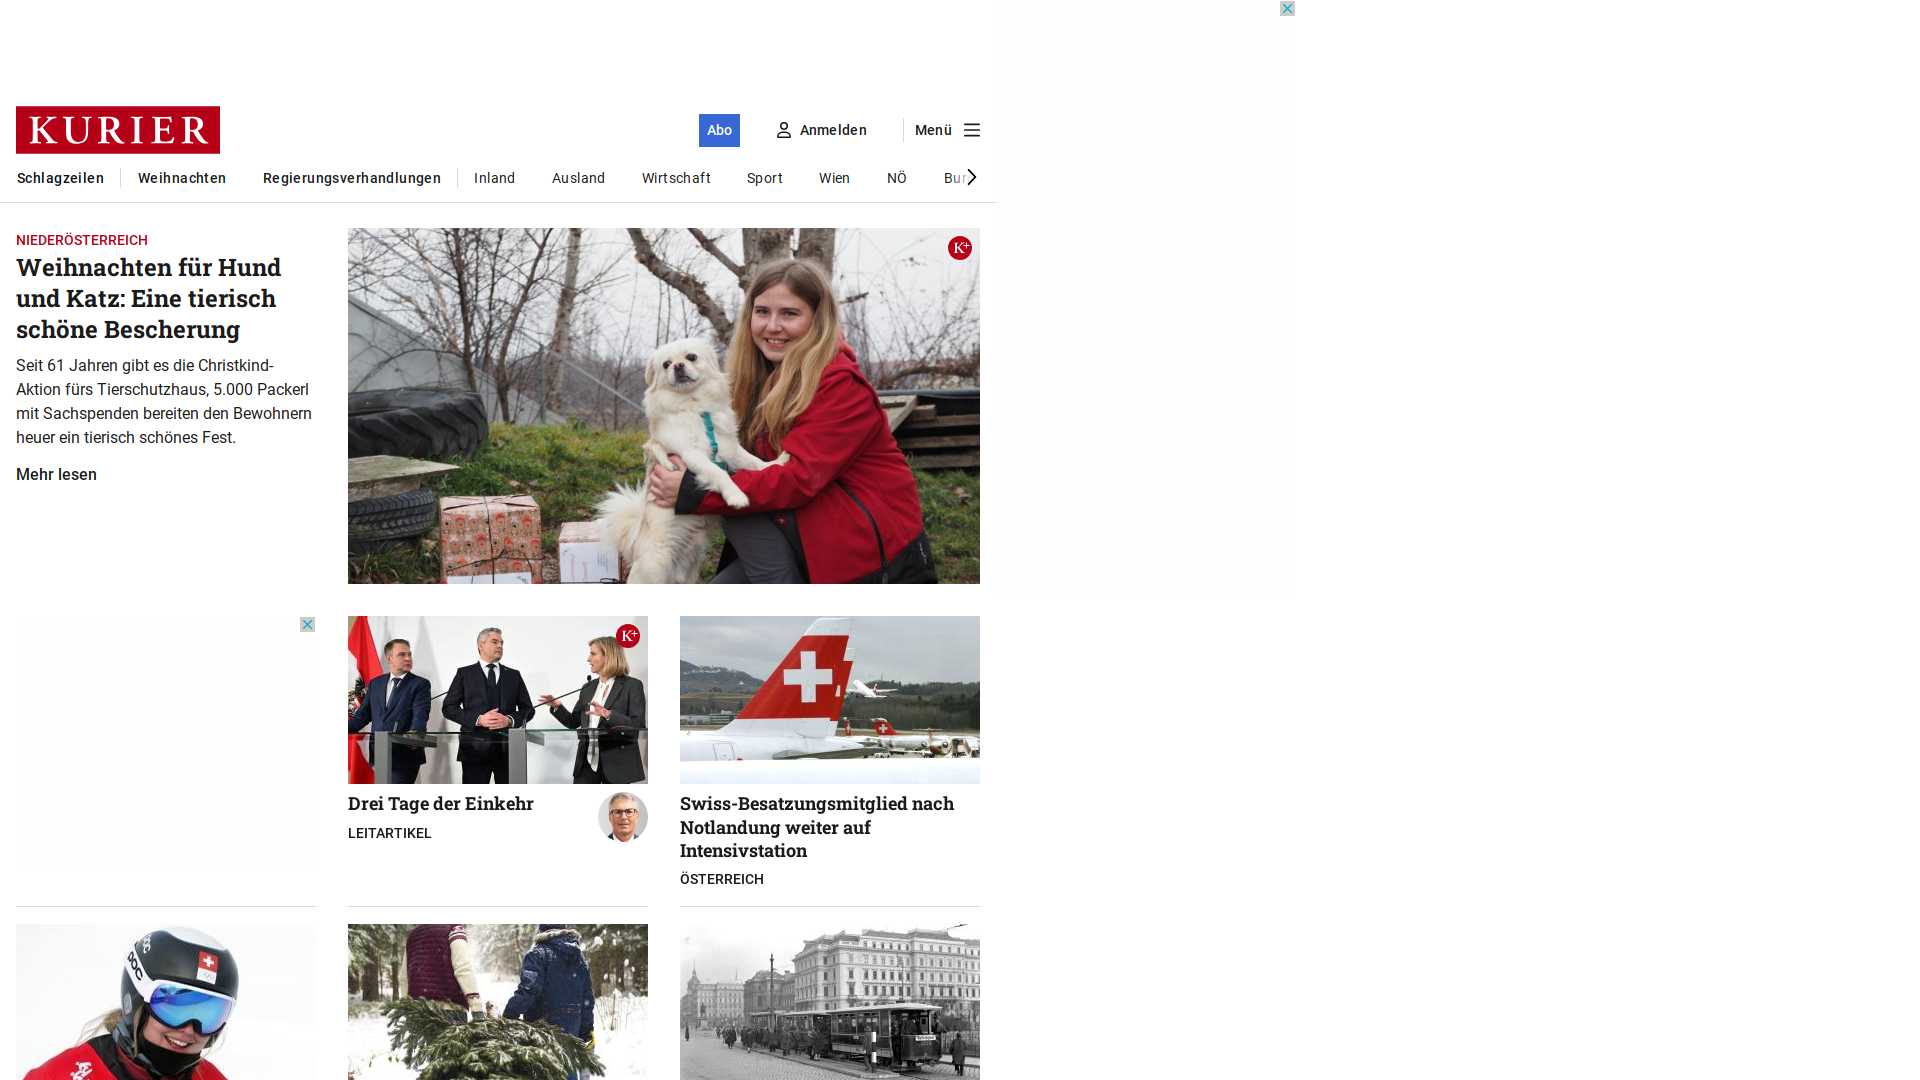 KURIER
Abo
Anmelden
Menü
Schlagzeilen
Weihnachten
Regierungsverhandlungen
Inland
Ausland
Wirtschaft
Sport
Wien
NÖ
NIEDERÖSTERREICH
Weihnachten für Hund
und Katz: Eine tierisch
schöne Bescherung
Seit 61 Jahren gibt es die Christkind-
Aktion fürs Tierschutzhaus, 5.000 Packerl
mit Sachspenden bereiten den Bewohnern
heuer ein tierisch schönes Fest.
Mehr lesen
K+
K+
Drei Tage der Einkehr
LEITARTIKEL
Swiss-Besatzungsmitglied nach
Notlandung weiter auf
Intensivstation
ÖSTERREICH
POC